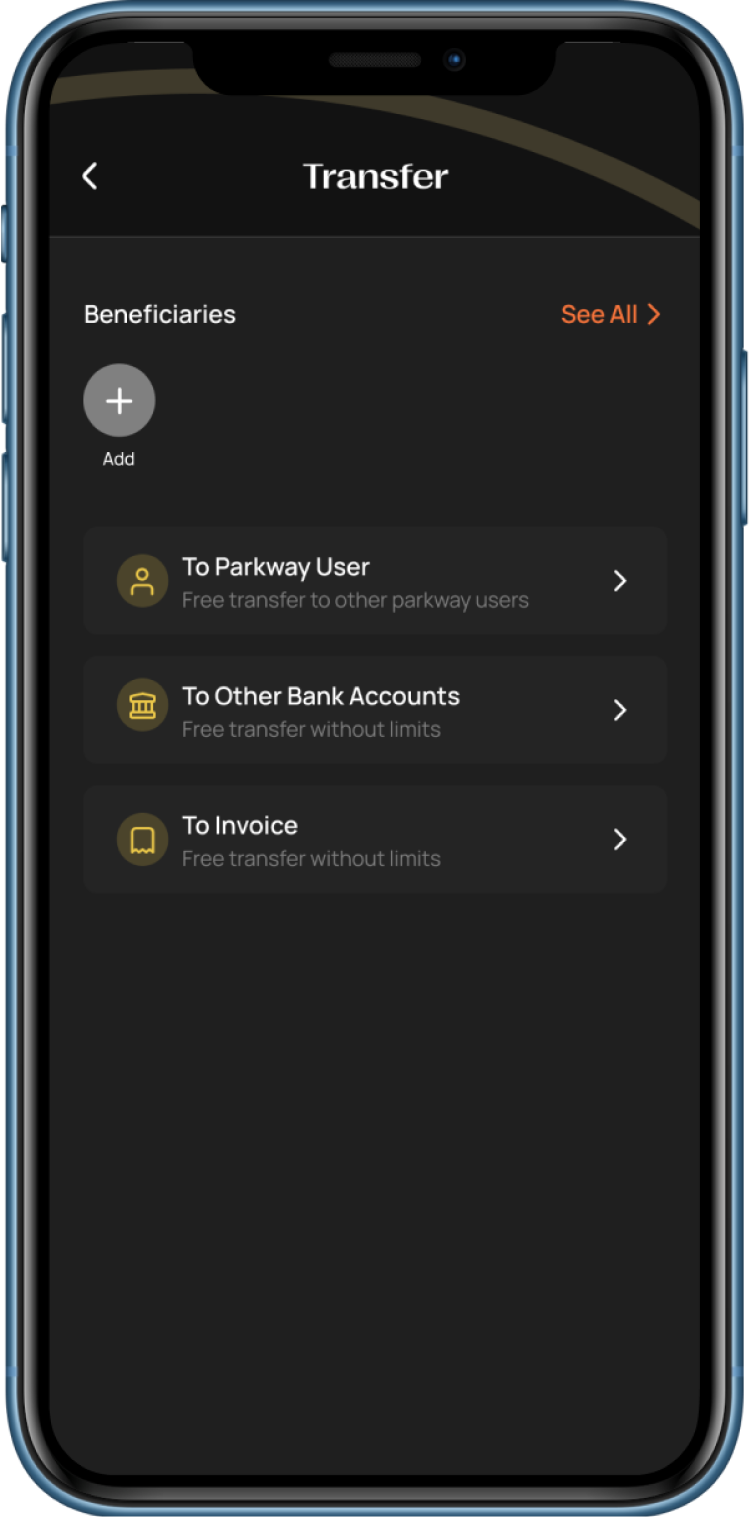 Transfer
Beneficiaries
See All
Add
To Parkway User
Free transfer to other parkway users
To Other Bank Accounts
Free transfer without limits
To Invoice
Free transfer without limits